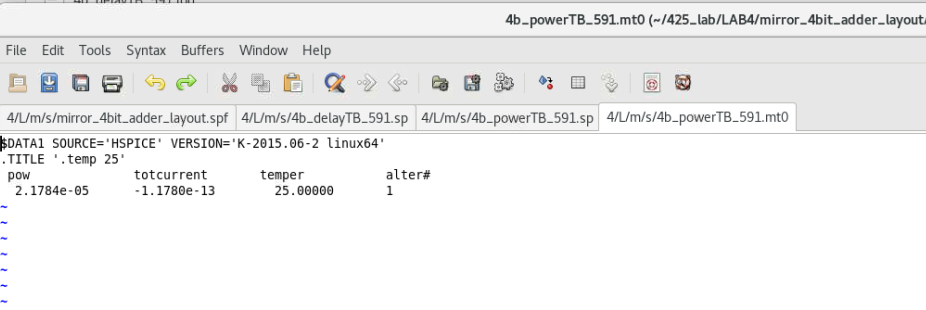 4b_powerTB_591.mt0 (~/425_lab/LAB4/mirror_4bit_adder_layout/
File Edit Tools Syntax Buffers Window Help
4/L/m/s/mirror_4bit_adder_layout.spf 4/L/m/s/4b_delayTB_591.sp 4/L/m/s/4b_powerTB_591.sp 4/L/m/s/4b_powerTB_591.mt0
$DATA1 SOURCE='HSPICE' VERSION='K-2015.06-2 linux64'
.TITLE '.temp 25'
pow totcurrent temper alter#
2.1784e-05 -1.1780e-13 25.00000 1
~
~
~
~
~
~
~